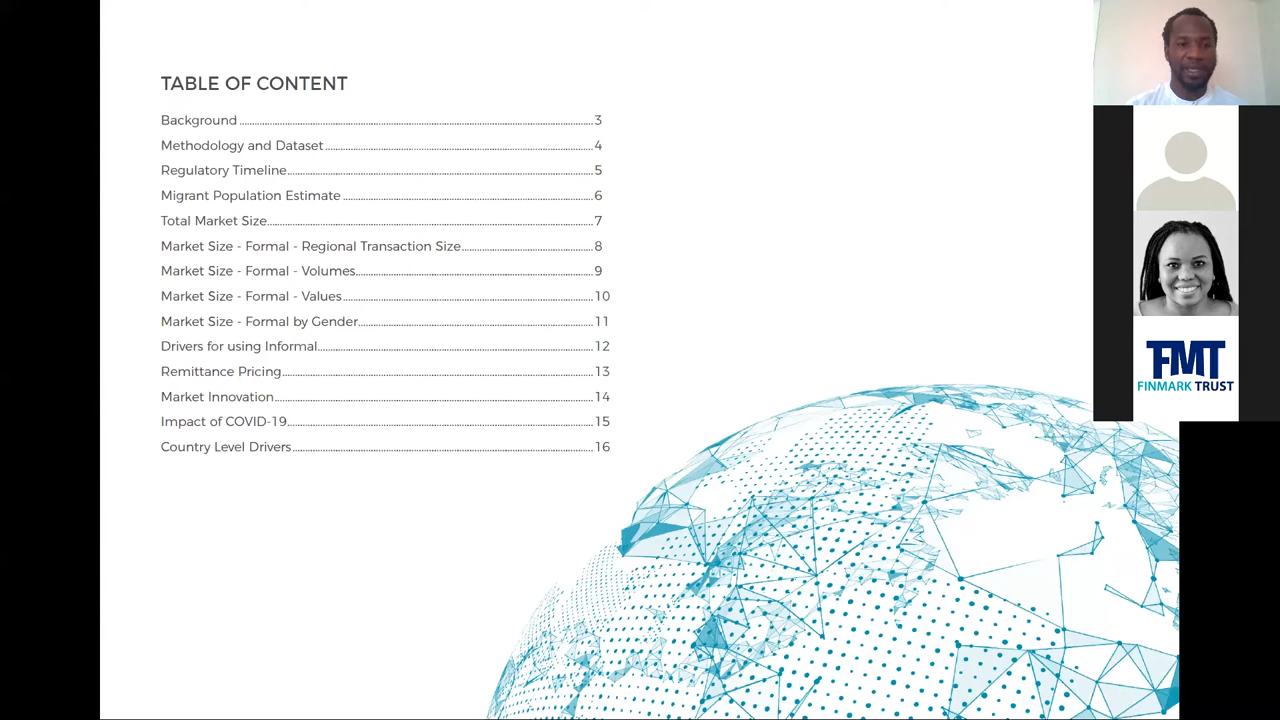 TABLE OF CONTENT
Background 3
Methodology and Dataset 4
Regulatory Timeline 5
Migrant Population Estimate 6
Total Market Size 7
Market Size - Formal - Regional Transaction Size 8
Market Size - Formal - Volumes 9
Market Size - Formal - Values 10
Market Size - Formal by Gender 11
Drivers for using Informal 12
Remittance Pricing 13
Market Innovation 14
Impact of COVID-19 15
Country Level Drivers 16
FMT
FINMARK TRUST